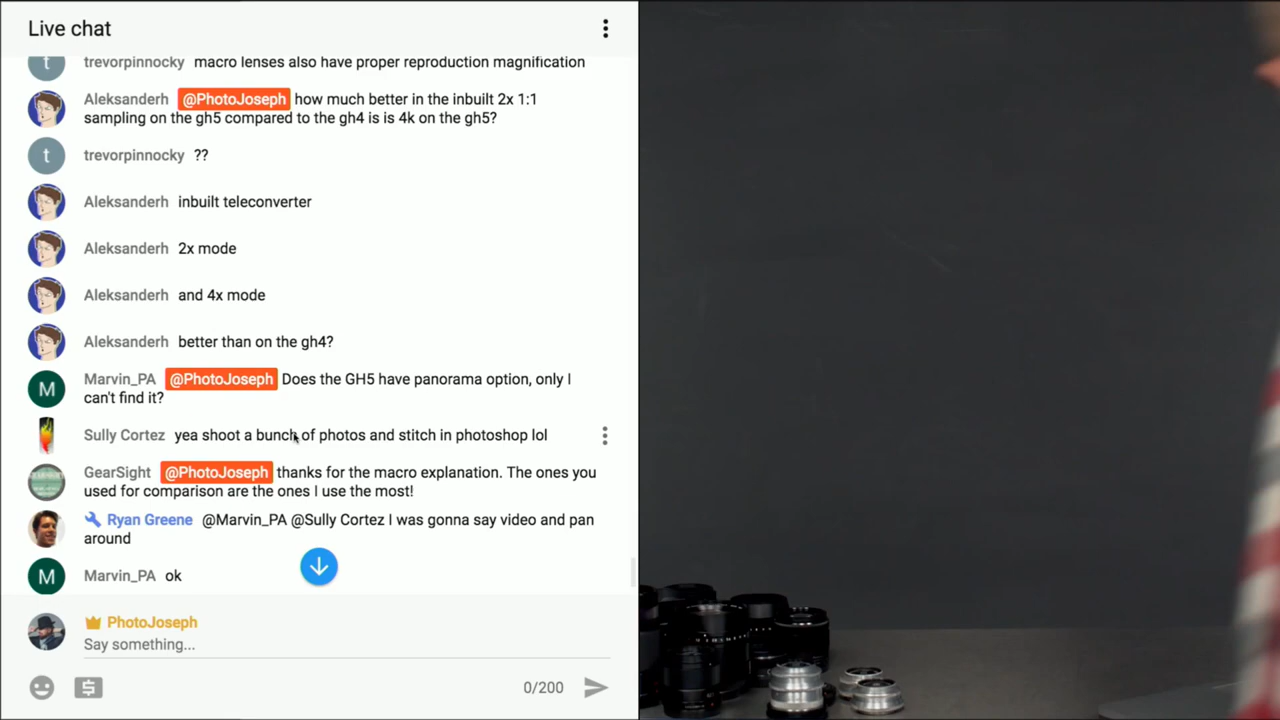 Live chat
t trevorpinnocky macro lenses also have proper reproduction magnification
Aleksanderh @PhotoJoseph how much better in the inbuilt 2x 1:1
sampling on the gh5 compared to the gh4 is is 4k on the gh5?
t trevorpinnocky ??
Aleksanderh inbuilt teleconverter
Aleksanderh 2x mode
Aleksanderh and 4x mode
Aleksanderh better than on the gh4?
M Marvin_PA @PhotoJoseph Does the GH5 have panorama option, only I
can't find it?
Sully Cortez yea shoot a bunch of photos and stitch in photoshop lol
GearSight @PhotoJoseph thanks for the macro explanation. The ones you
used for comparison are the ones I use the most!
Ryan Greene @Marvin_PA @Sully Cortez I was gonna say video and pan
around
M Marvin_PA ok
PhotoJoseph
Say something...
0/200